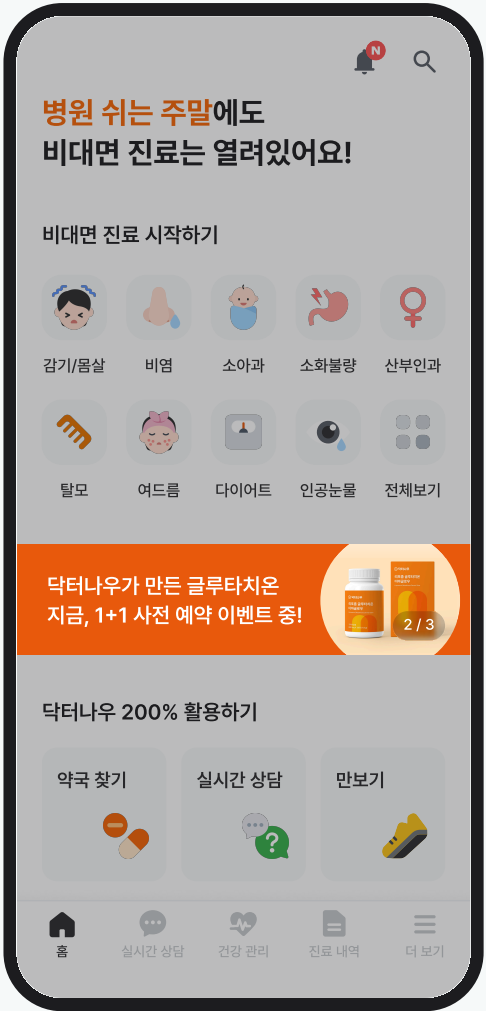 N
병원 쉬는 주말에도
비대면 진료는 열려있어요!
비대면 진료 시작하기
감기/몸살 비염 소아과 소화불량 산부인과
탈모 여드름 다이어트 인공눈물 전체보기
닥터나우가 만든 글루타치온
지금, 1+1 사전 예약 이벤트 중!
2 / 3
닥터나우 200% 활용하기
약국 찾기 실시간 상담 만보기
홈 실시간 상담 건강 관리 진료 내역 더 보기